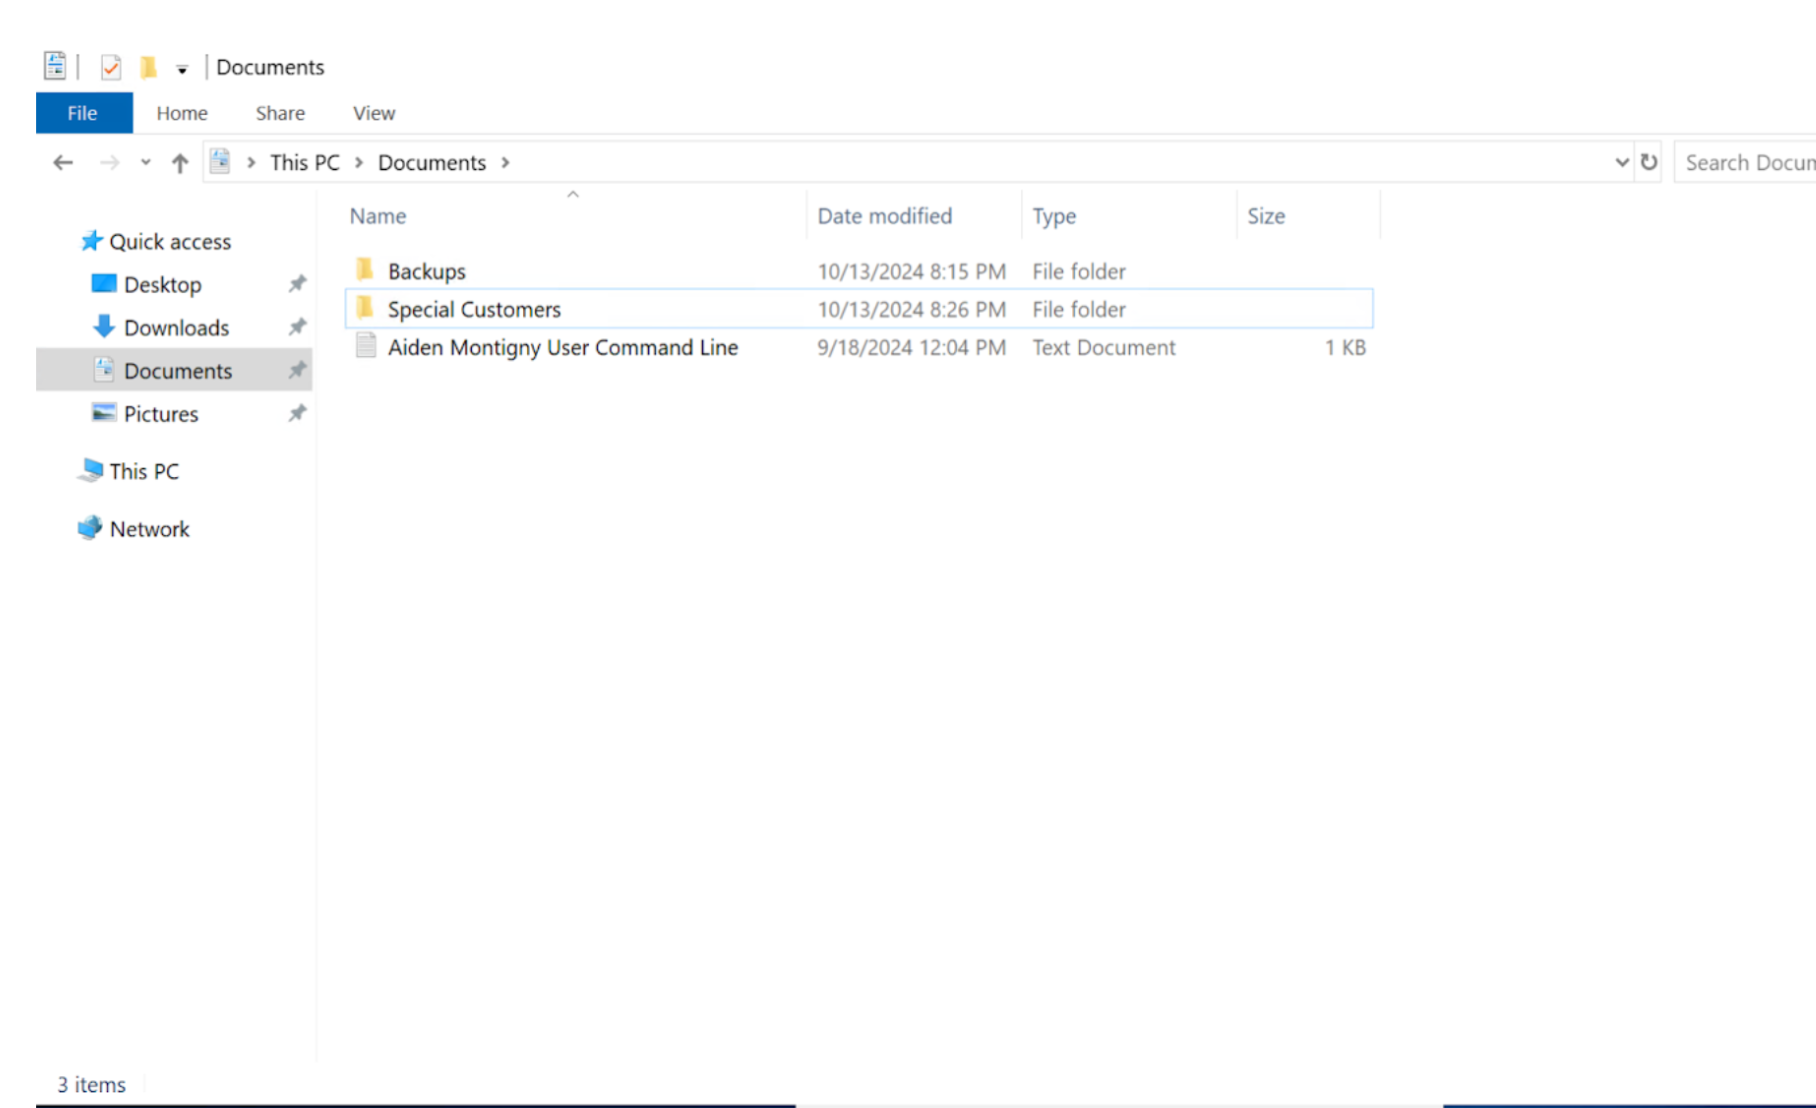 Documents
File Home Share View
This PC > Documents > Search Docum
Name Date modified Type Size
Quick access
Desktop
Downloads
Documents
Pictures
This PC
Network
Backups 10/13/2024 8:15 PM File folder
Special Customers 10/13/2024 8:26 PM File folder
Aiden Montigny User Command Line 9/18/2024 12:04 PM Text Document 1 KB
3 items